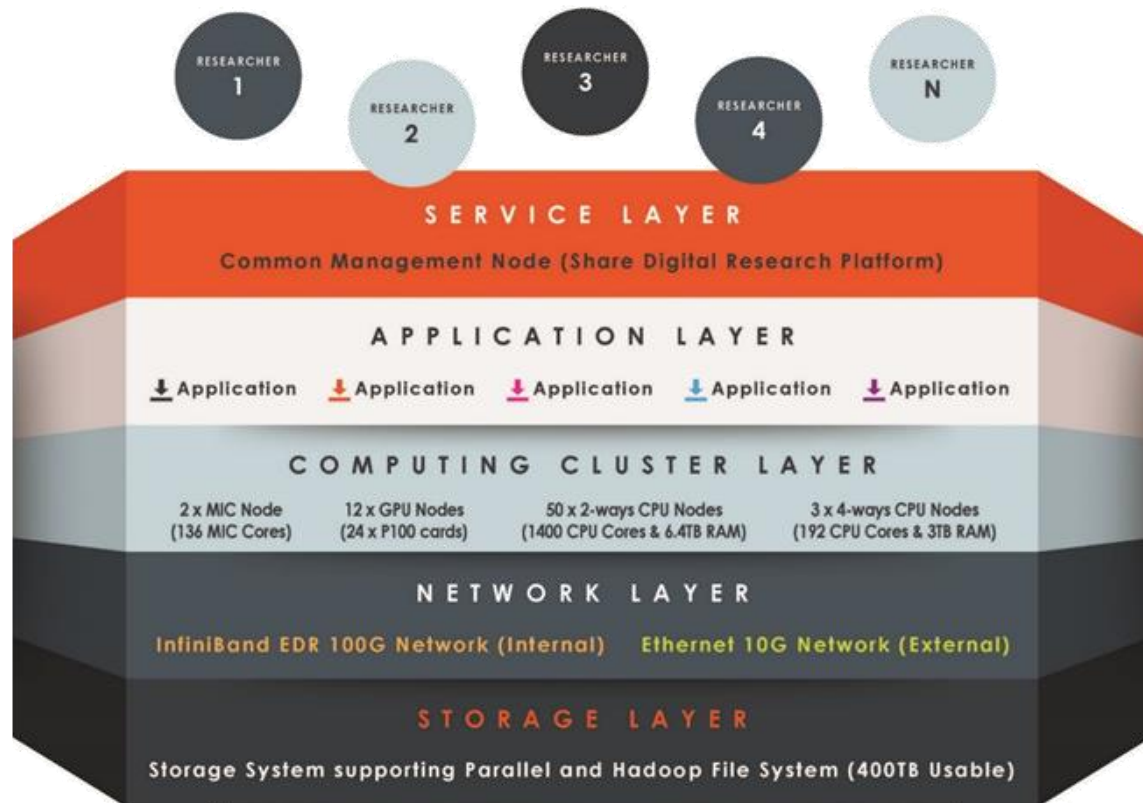 RESEARCHER
1
RESEARCHER
2
RESEARCHER
3
RESEARCHER
4
RESEARCHER
N
SERVICE LAYER
Common Management Node (Share Digital Research Platform)
APPLICATION LAYER
Application Application Application Application Application
COMPUTING CLUSTER LAYER
2 x MIC Node 12 x GPU Nodes 50 x 2-ways CPU Nodes 3 x 4-ways CPU Nodes
(136 MIC Cores) (24 x P100 cards) (1400 CPU Cores & 6.4TB RAM) (192 CPU Cores & 3TB RAM)
NETWORK LAYER
InfiniBand EDR 100G Network (Internal) Ethernet 10G Network (External)
STORAGE LAYER
Storage System supporting Parallel and Hadoop File System (400TB Usable)